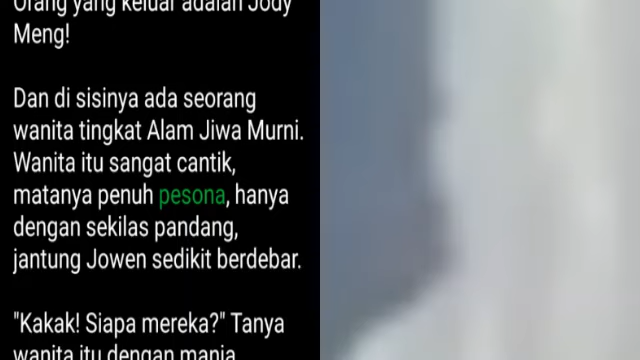 Orang yang keluar adalah Jody
Meng!
Dan di sisinya ada seorang
wanita tingkat Alam Jiwa Murni.
Wanita itu sangat cantik,
matanya penuh pesona, hanya
dengan sekilas pandang,
jantung Jowen sedikit berdebar.
"Kakak! Siapa mereka?" Tanya
wanita itu dengan manja